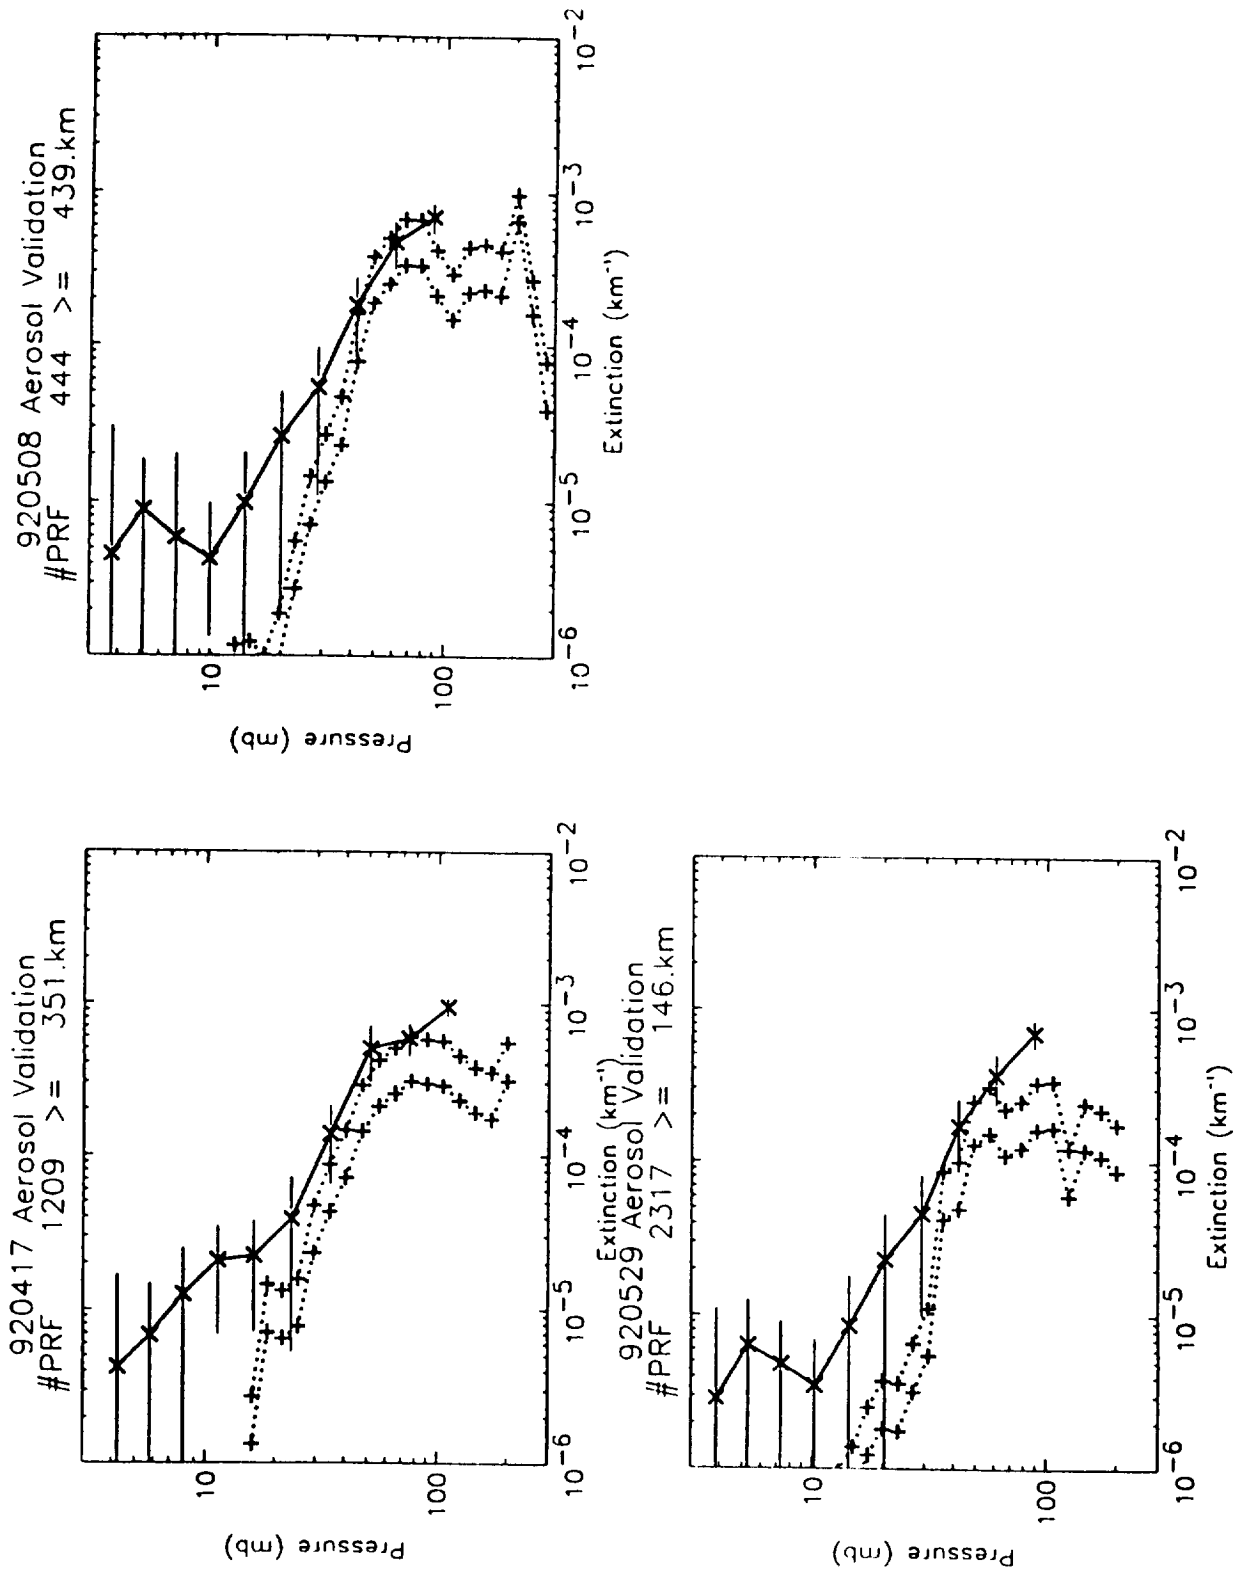 920417 Aerosol Validation
#PRF 1209 >= 351.km
10
100
Pressure (mb)
10−6 10−5 10−4 10−3 10−2
Extinction (km−1)
920508 Aerosol Validation
#PRF 444 >= 439.km
10
100
Pressure (mb)
10−6 10−5 10−4 10−3 10−2
Extinction (km−1)
920529 Aerosol Validation
#PRF 2317 >= 146.km
10
100
Pressure (mb)
10−6 10−5 10−4 10−3 10−2
Extinction (km−1)